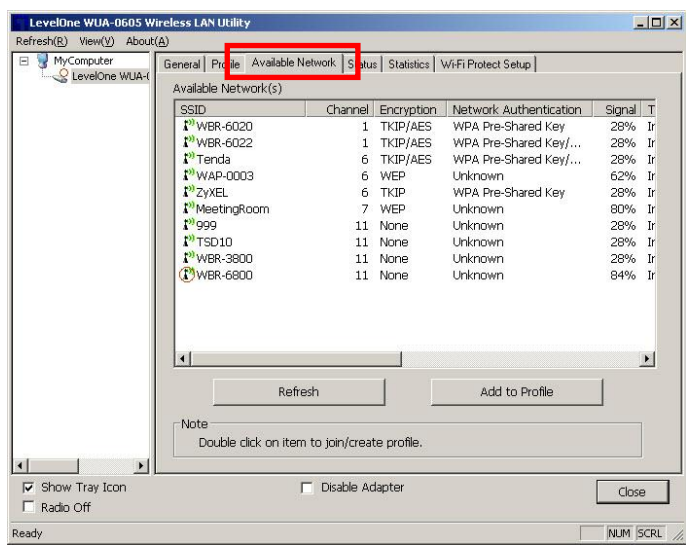 LevelOne WUA-0605 Wireless LAN Utility
Refresh(R) View(V) About(A)
MyComputer
LevelOne WUA-(
General Profile Available Network Status Statistics Wi-Fi Protect Setup
Available Network(s)
SSID Channel Encryption Network Authentication Signal T
WBR-6020 1 TKIP/AES WPA Pre-Shared Key 28% Ir
WBR-6022 1 TKIP/AES WPA Pre-Shared Key/... 28% Ir
Tenda 6 TKIP/AES WPA Pre-Shared Key/... 28% Ir
WAP-0003 6 WEP Unknown 62% Ir
ZyXEL 6 TKIP WPA Pre-Shared Key 28% Ir
MeetingRoom 7 WEP Unknown 80% Ir
999 11 None Unknown 28% Ir
TSD10 11 None Unknown 28% Ir
WBR-3800 11 None Unknown 28% Ir
WBR-6800 11 None Unknown 84% Ir
Refresh Add to Profile
Note
Double click on item to join/create profile.
Show Tray Icon Disable Adapter Close
Radio Off
Ready NUM SCRL